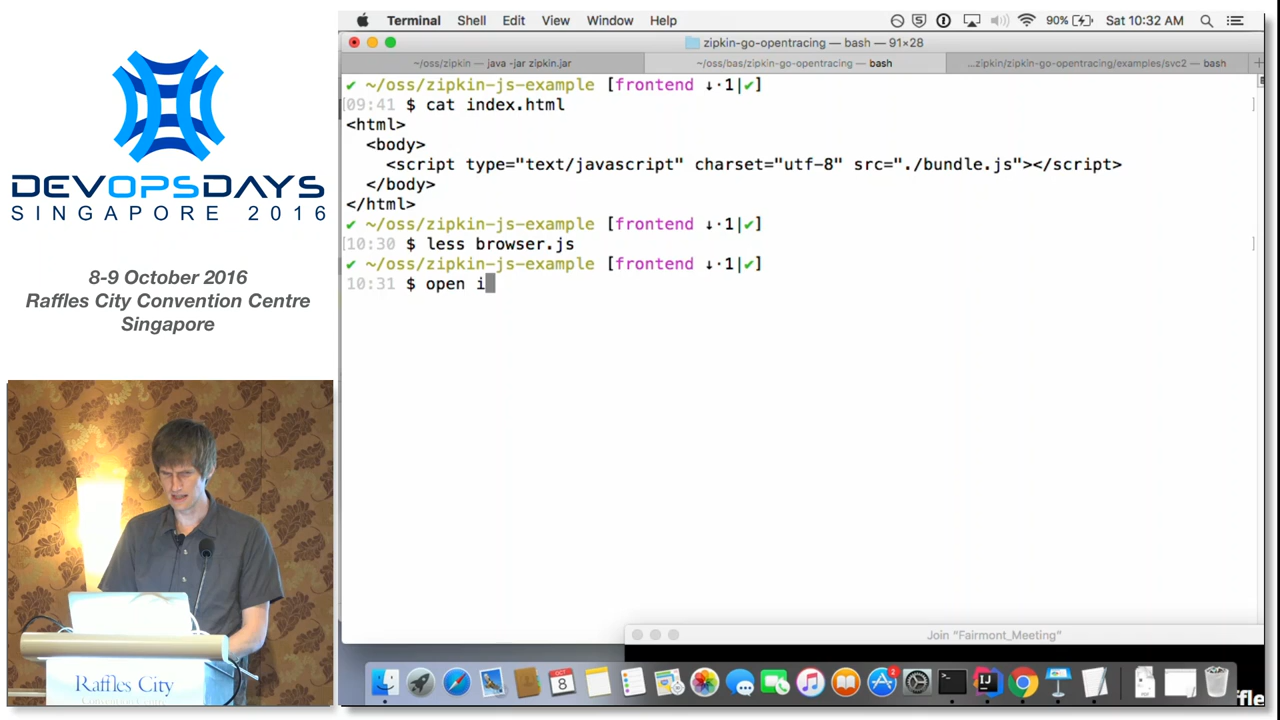 Terminal Shell Edit View Window Help
90% Sat 10:32 AM
zipkin-go-opentracing — bash — 91×28
~/oss/zipkin — java -jar zipkin.jar
~/oss/bas/zipkin-go-opentracing — bash
...zipkin/zipkin-go-opentracing/examples/svc2 — bash
✔ ~/oss/zipkin-js-example [frontend ↓·1|✔]
[09:41 $ cat index.html ]
<html>
<body>
<script type="text/javascript" charset="utf-8" src="./bundle.js"></script>
</body>
</html>
✔ ~/oss/zipkin-js-example [frontend ↓·1|✔]
[10:30 $ less browser.js ]
✔ ~/oss/zipkin-js-example [frontend ↓·1|✔]
10:31 $ open i
Join "Fairmont_Meeting"
OCT
8
2
DEVOPSDAYS
SINGAPORE 2016
8-9 October 2016
Raffles City Convention Centre
Singapore
Raffles City